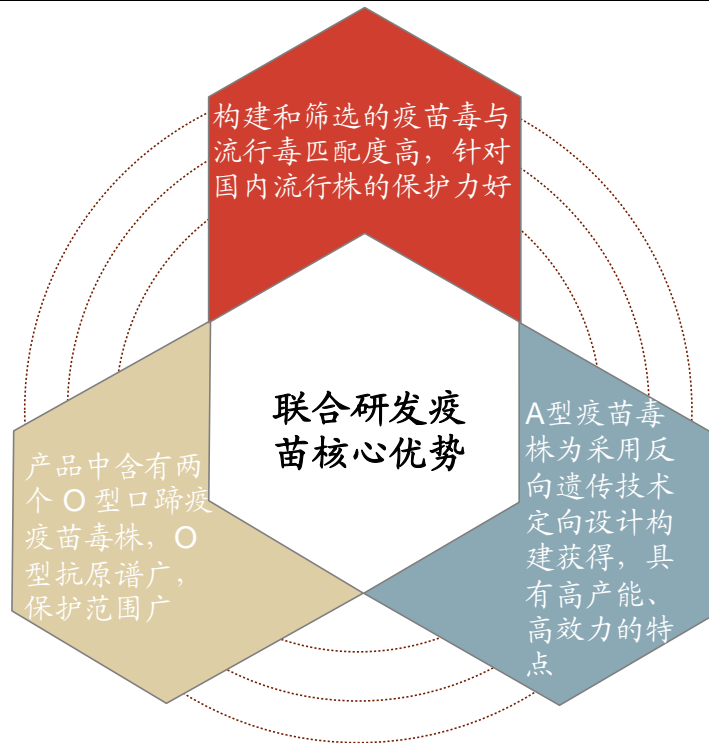 构建和筛选的疫苗毒与
流行毒匹配度高，针对
国内流行株的保护力好
联合研发疫
苗核心优势
产品中含有两
个 O 型口蹄疫
疫苗毒株，O
型抗原谱广，
保护范围广
A型疫苗毒
株为采用反
向遗传技术
定向设计构
建获得，具
有高产能、
高效力的特
点